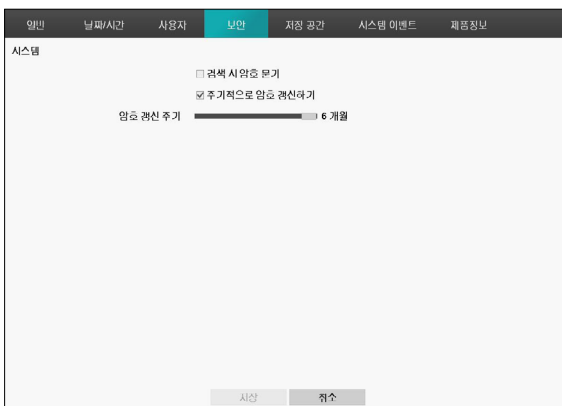 일반 날짜/시간 사용자 보안 저장 공간 시스템 이벤트 제품정보
시스템
검색 시 암호 묻기
주기적으로 암호 갱신하기
암호 갱신 주기 6 개월
저장 취소